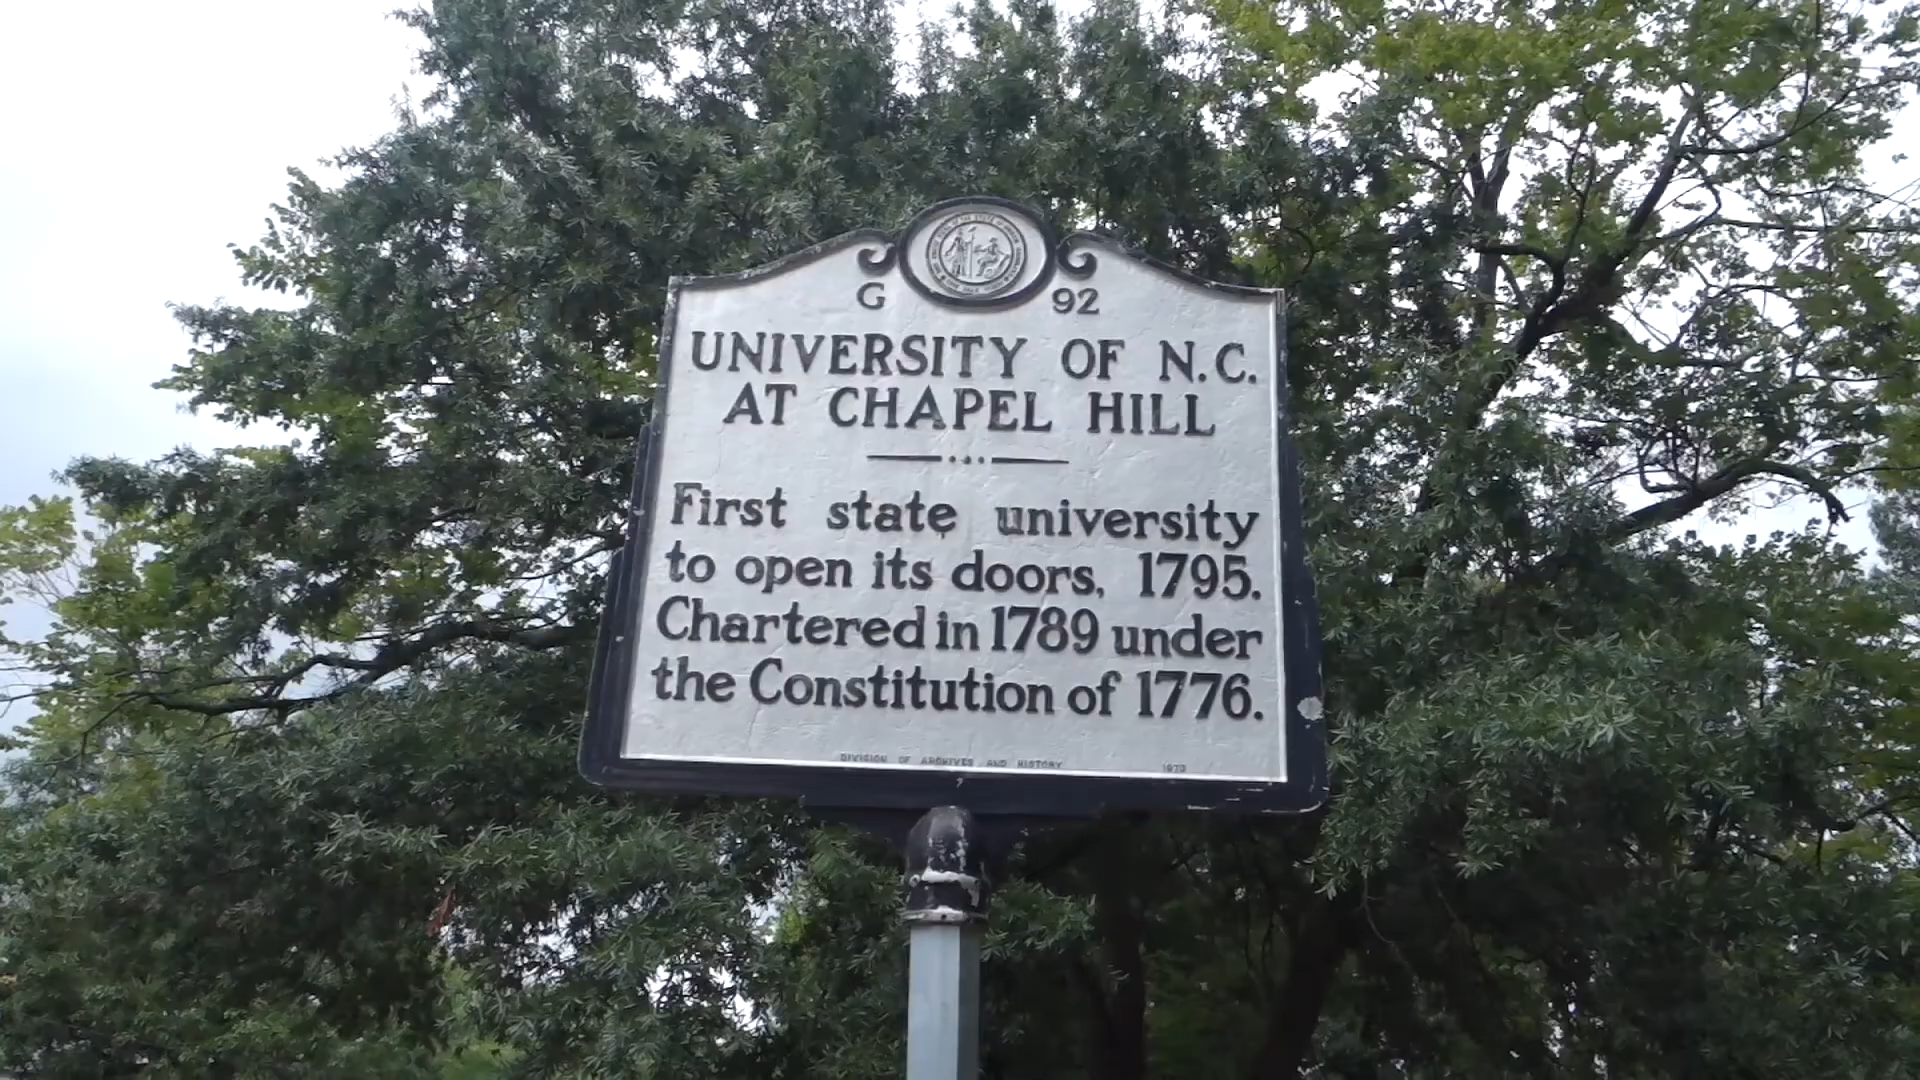 G 92
UNIVERSITY OF N.C.
AT CHAPEL HILL
First state university
to open its doors, 1795.
Chartered in 1789 under
the Constitution of 1776.
DIVISION OF ARCHIVES AND HISTORY